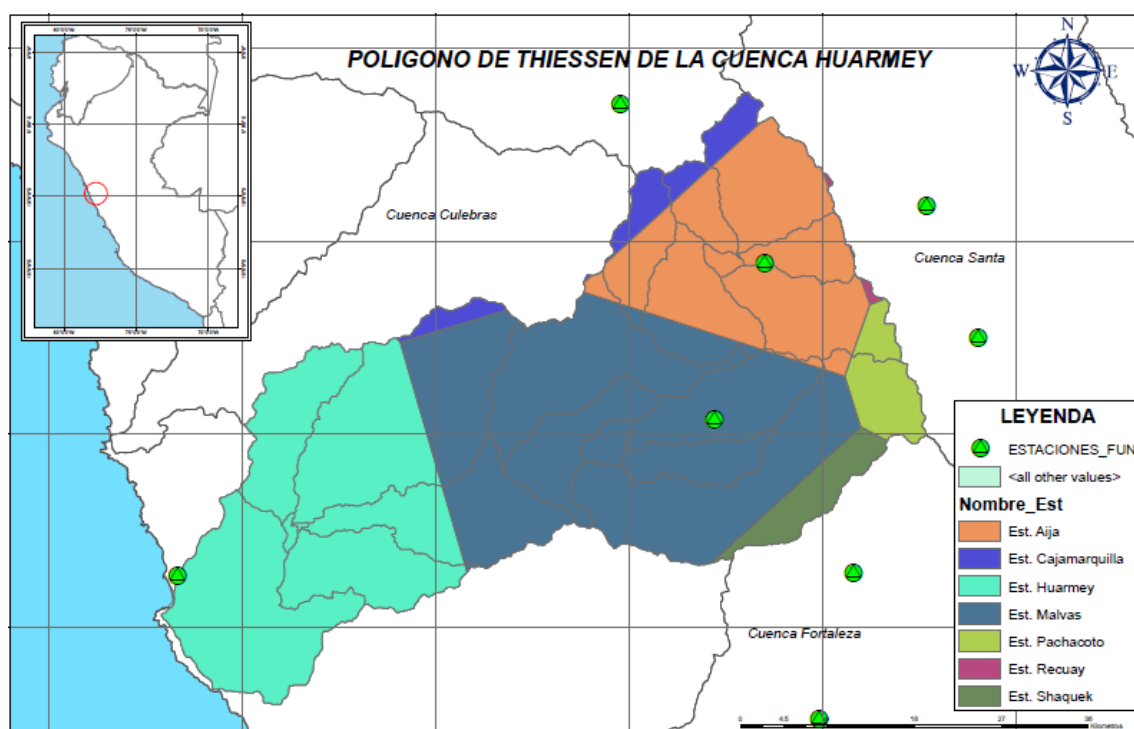 POLIGONO DE THIESSEN DE LA CUENCA HUARMEY
N
W E
S
Cuenca Culebras
Cuenca Santa
Cuenca Fortaleza
LEYENDA
ESTACIONES_FUN
<all other values>
Nombre_Est
Est. Aija
Est. Cajamarquilla
Est. Huarmey
Est. Malvas
Est. Pachacoto
Est. Recuay
Est. Shaquek
0 4.5 9 18 27 36
Kilometros